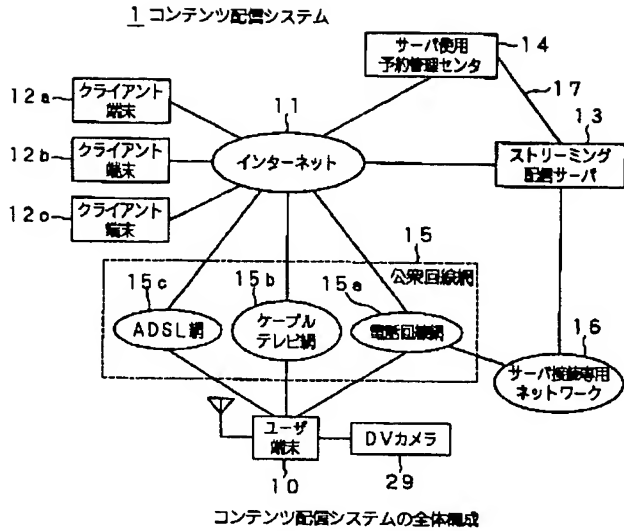 1 コンテンツ配信システム
サーバ使用
予約管理センタ
14
12a
クライアント
端末
17
11
13
12b
クライアント
端末
インターネット
ストリーミング
配信サーバ
12c
クライアント
端末
15
公衆回線網
15c
15b
15a
ADSL網
ケーブル
テレビ網
電話回線網
16
サーバ接続専用
ネットワーク
ユーザ
端末
DVカメラ
10
29
コンテンツ配信システムの全体構成